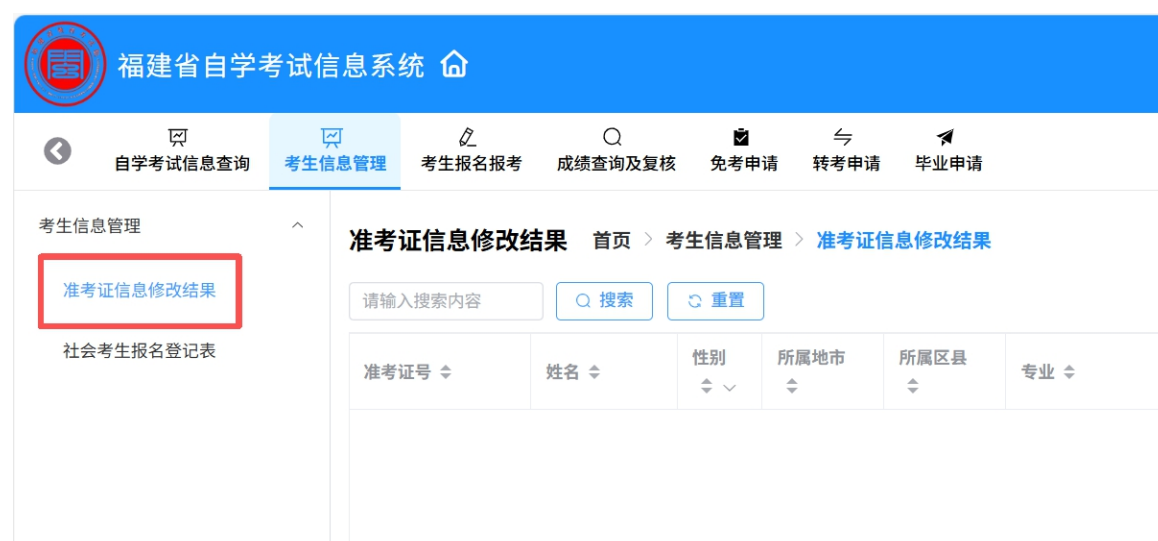 福建省自学考试信息系统
自学考试信息查询
考生信息管理
考生报名报考
成绩查询及复核
免考申请
转考申请
毕业申请
考生信息管理
准考证信息修改结果
社会考生报名登记表
准考证信息修改结果
首页 > 考生信息管理 > 准考证信息修改结果
请输入搜索内容
搜索
重置
准考证号
姓名
性别
所属地市
所属区县
专业